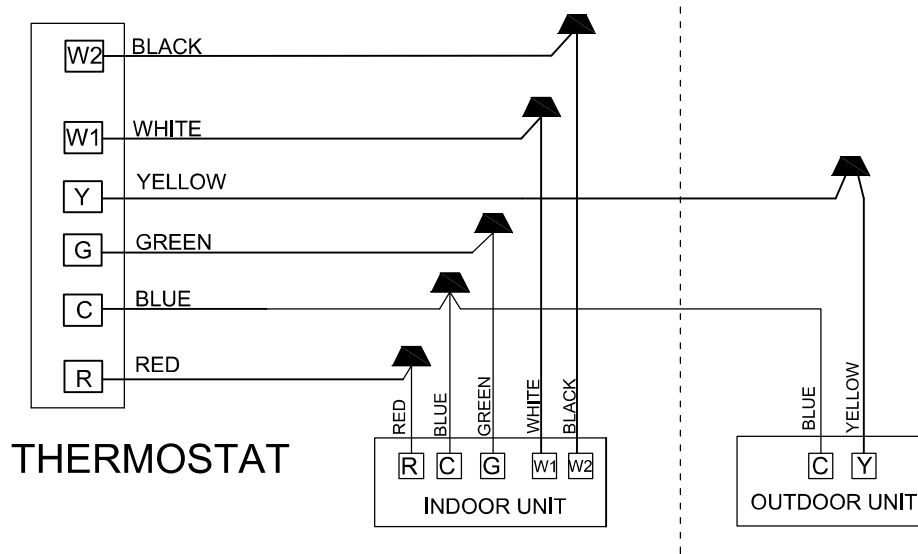 W2 BLACK
W1 WHITE
Y YELLOW
G GREEN
C BLUE
R RED
THERMOSTAT
RED BLUE GREEN WHITE BLACK
R C G W1 W2
INDOOR UNIT
BLUE YELLOW
C Y
OUTDOOR UNIT